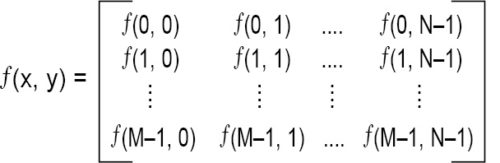 f(0, 0) f(0, 1) .... f(0, N–1)
f(x, y) = f(1, 0) f(1, 1) .... f(1, N–1)
⋮ ⋮ ⋮ ⋮
f(M–1, 0) f(M–1, 1) .... f(M–1, N–1)